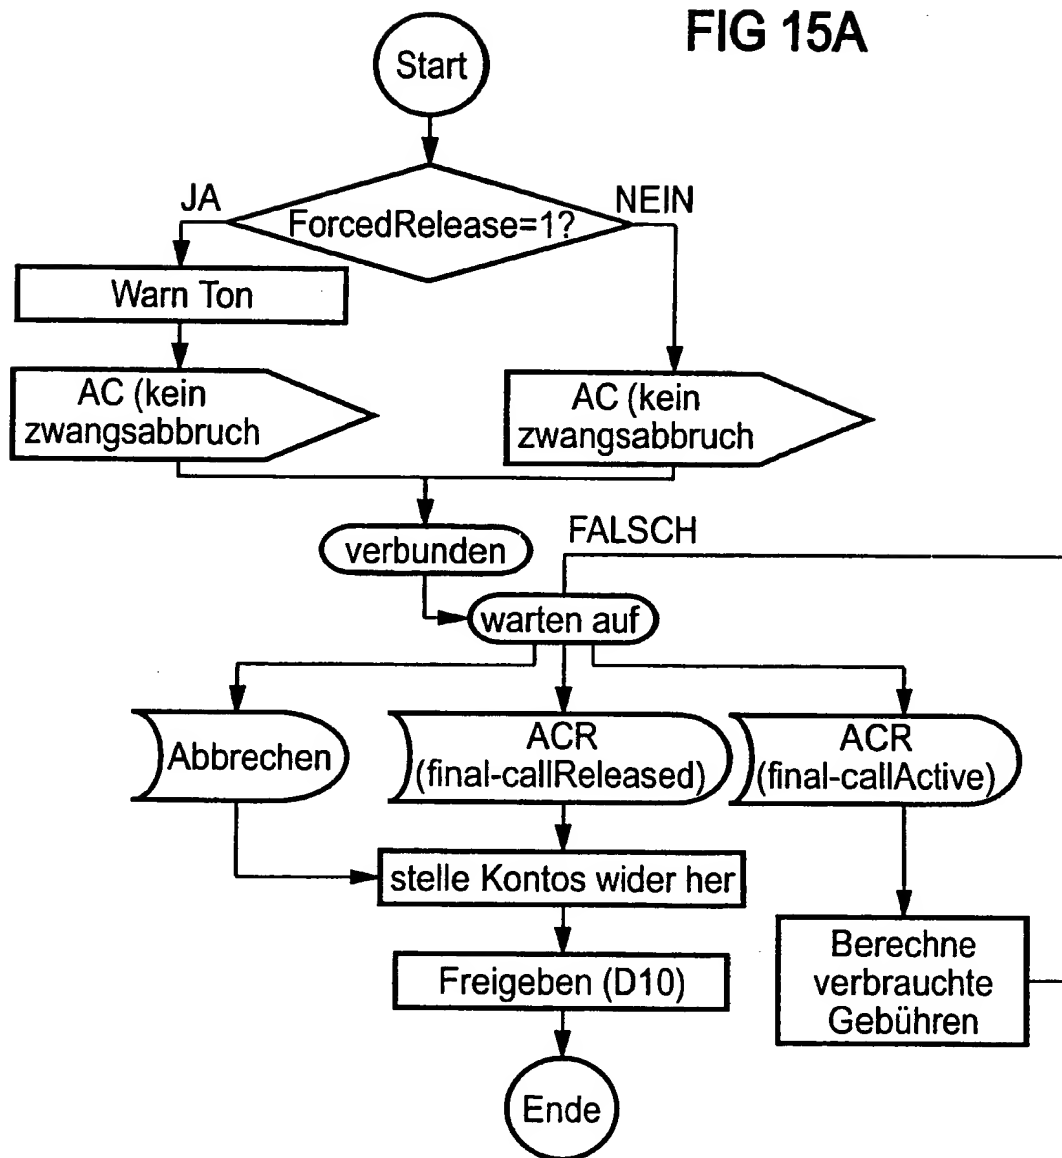 FIG 15A
Start
JA
NEIN
ForcedRelease=1?
Warn Ton
AC (kein
zwangsabbruch
AC (kein
zwangsabbruch
verbunden
FALSCH
warten auf
Abbrechen
ACR
(final-callReleased)
ACR
(final-callActive)
stelle Kontos wider her
Freigeben (D10)
Berechne
verbrauchte
Gebühren
Ende